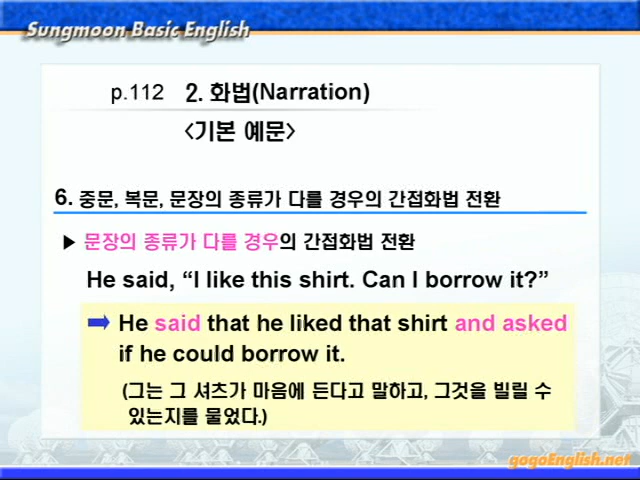 Sungmoon Basic English
p.112 2. 화법(Narration)
<기본 예문>
6. 중문, 복문, 문장의 종류가 다를 경우의 간접화법 전환
▶ 문장의 종류가 다를 경우의 간접화법 전환
He said, “I like this shirt. Can I borrow it?”
➡ He said that he liked that shirt and asked
if he could borrow it.
(그는 그 셔츠가 마음에 든다고 말하고, 그것을 빌릴 수
있는지를 물었다.)
gogoEnglish.net